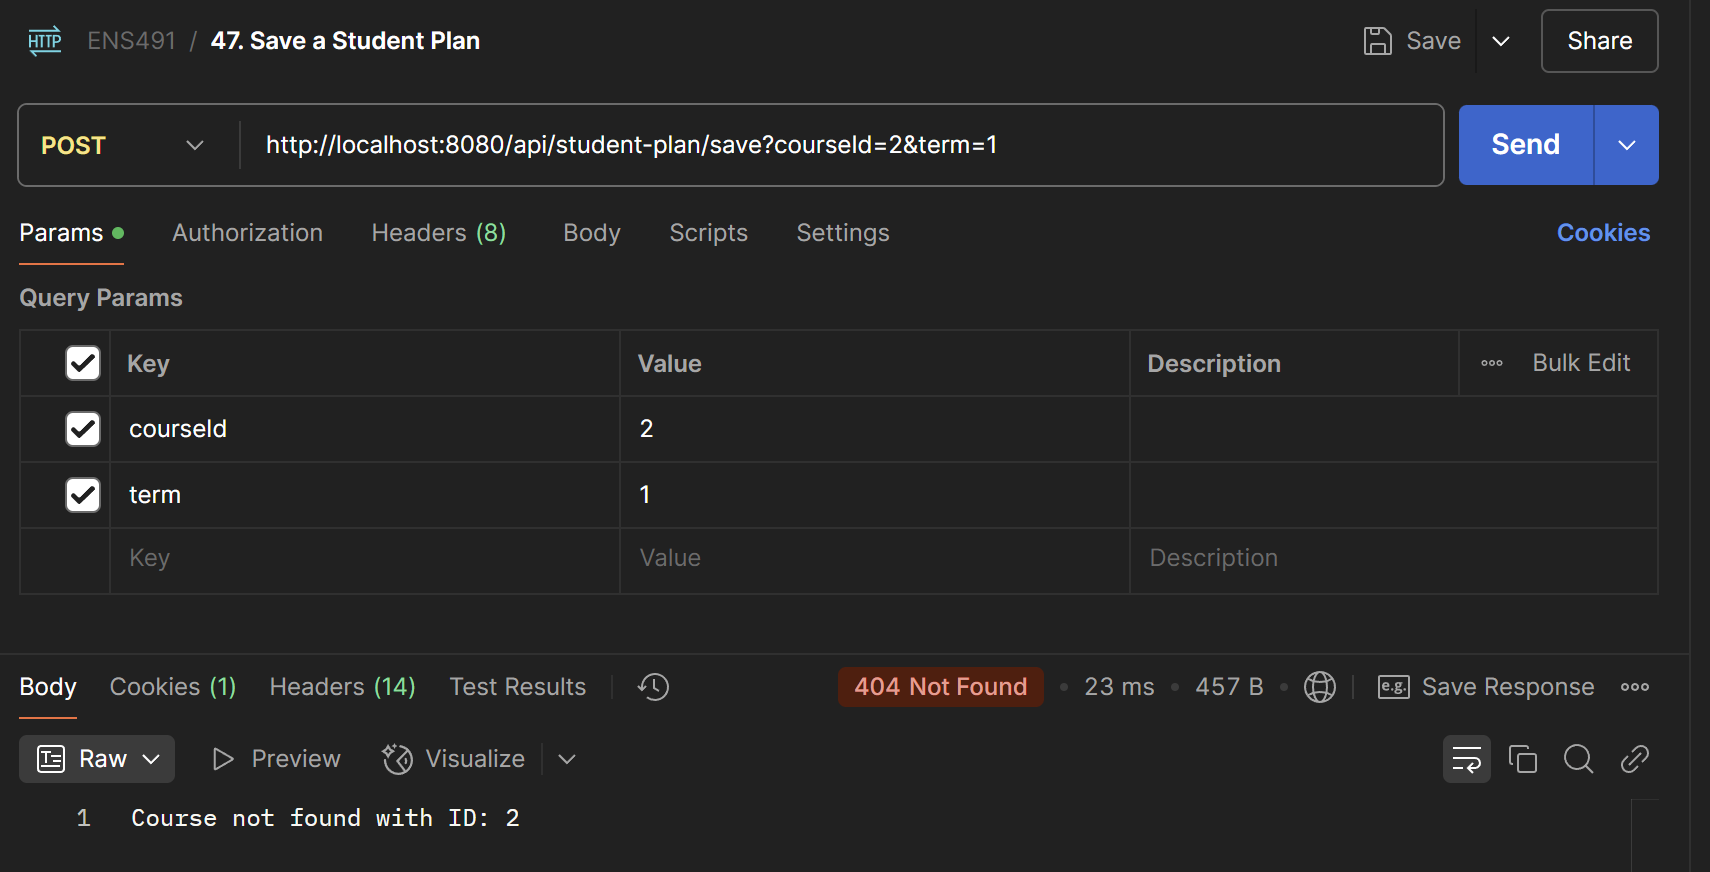 HTTP ENS491 / 47. Save a Student Plan Save Share
POST http://localhost:8080/api/student-plan/save?courseId=2&term=1 Send
Params Authorization Headers (8) Body Scripts Settings Cookies
Query Params
Key Value Description Bulk Edit
courseId 2
term 1
Key Value Description
Body Cookies (1) Headers (14) Test Results 404 Not Found 23 ms 457 B e.g. Save Response
Raw Preview Visualize
1 Course not found with ID: 2